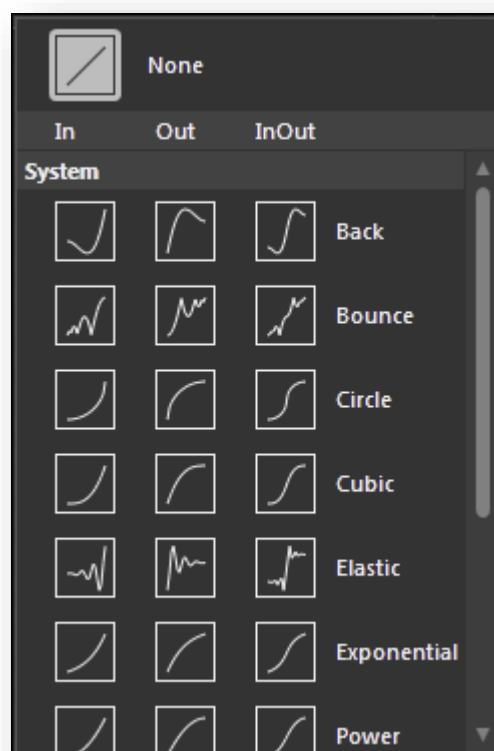 None
In Out InOut
System
Back
Bounce
Circle
Cubic
Elastic
Exponential
Power